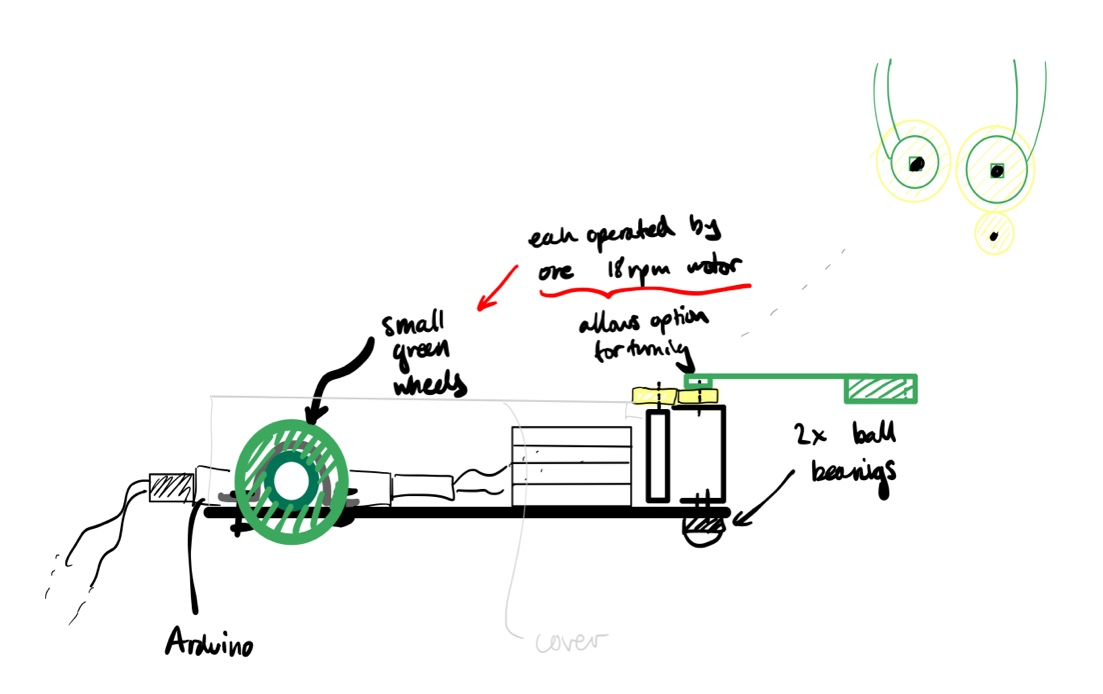 each operated by
one 18rpm motor
allows option
for turning
small
green
wheels
2x ball
bearings
Arduino
cover